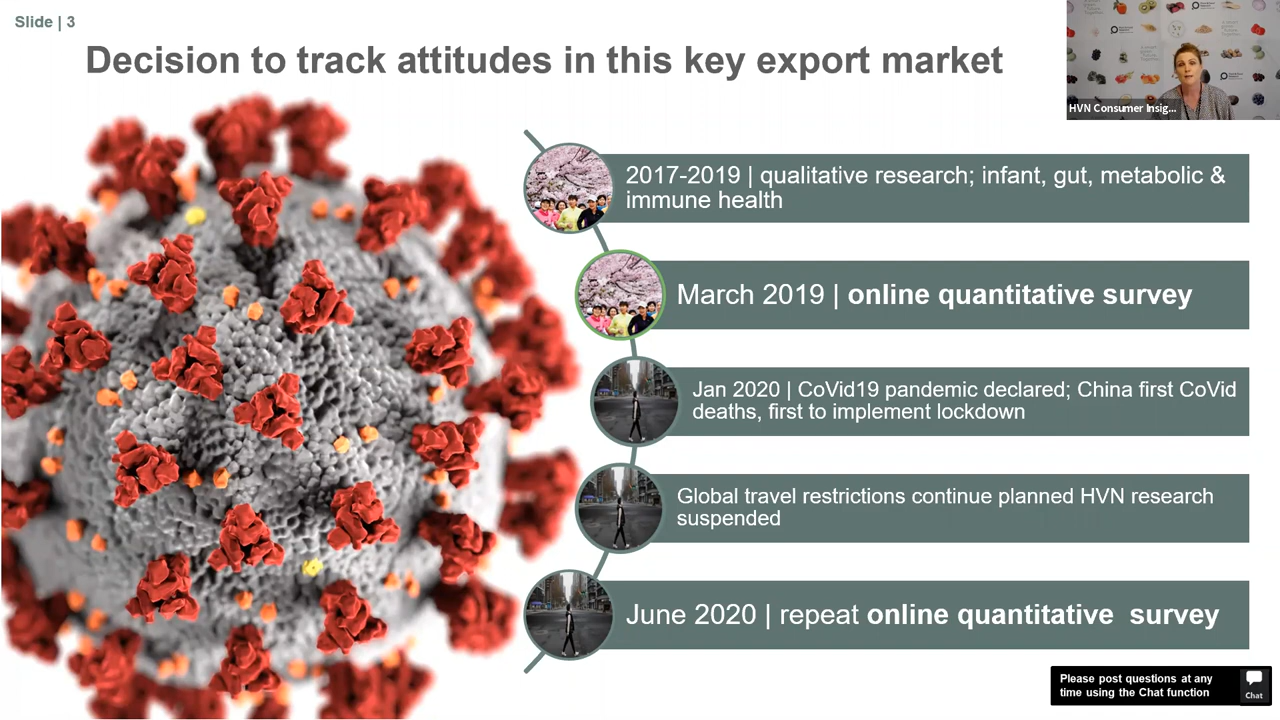 Slide | 3
Decision to track attitudes in this key export market
HVN Consumer Insig...
2017-2019 | qualitative research; infant, gut, metabolic &
immune health
March 2019 | online quantitative survey
Jan 2020 | CoVid19 pandemic declared; China first CoVid
deaths, first to implement lockdown
Global travel restrictions continue planned HVN research
suspended
June 2020 | repeat online quantitative  survey
Please post questions at any
time using the Chat function
Chat